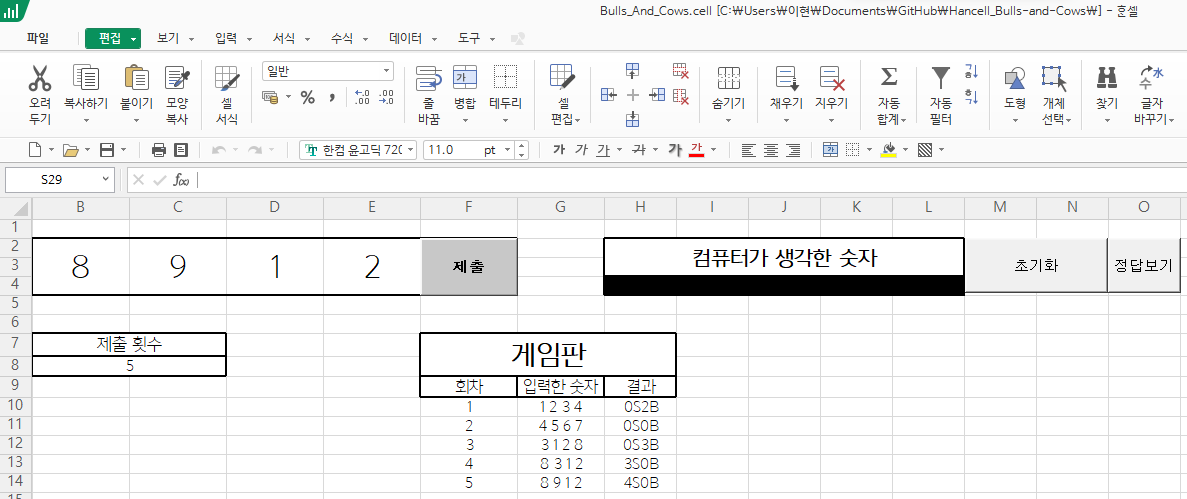 Bulls_And_Cows.cell [C:₩Users₩이현₩Documents₩GitHub₩Hancell_Bulls-and-Cows₩] - 훈셀
파일 편집 보기 입력 서식 수식 데이터 도구
오려 두기 복사하기 붙이기 모양 복사 셀 서식 일반 줄 바꿈 병합 테두리 셀 편집 숨기기 채우기 지우기 자동 합계 자동 필터 도형 개체 선택 찾기 글자 바꾸기
한컴 윤고딕 720 11.0 pt 가 가 가 가 가 가
S29 f(x)
B C D E F G H I J K L M N O
1
2
3 8 9 1 2 제출 컴퓨터가 생각한 숫자 초기화 정답보기
4
5
6
7 제출 횟수 게임판
8 5
9 회차 입력한 숫자 결과
10 1 1 2 3 4 0S2B
11 2 4 5 6 7 0S0B
12 3 3 1 2 8 0S3B
13 4 8 3 1 2 3S0B
14 5 8 9 1 2 4S0B
15